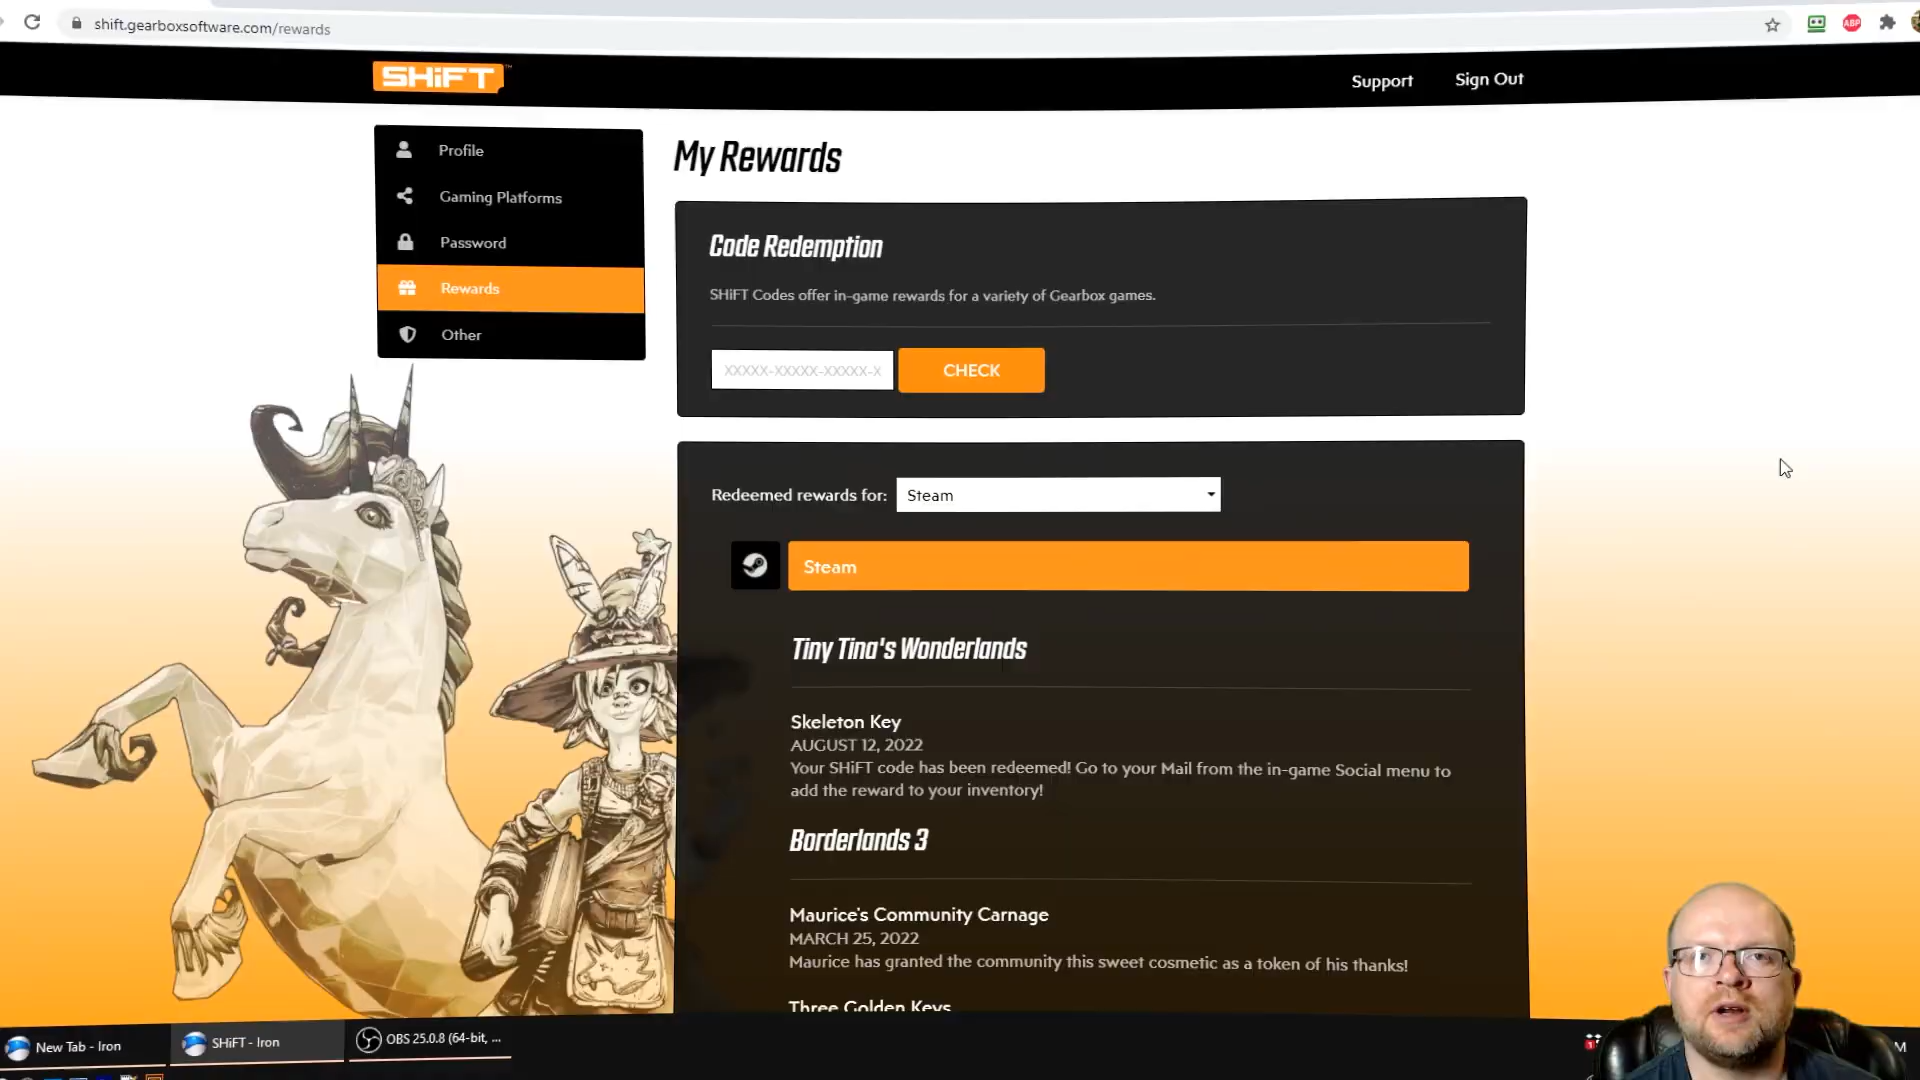 shift.gearboxsoftware.com/rewards
ABP
SHiFT™
Support
Sign Out
Profile
Gaming Platforms
Password
Rewards
Other
My Rewards
Code Redemption
SHiFT Codes offer in-game rewards for a variety of Gearbox games.
XXXXX-XXXXX-XXXXX-X
CHECK
Redeemed rewards for:
Steam
Steam
Tiny Tina's Wonderlands
Skeleton Key
AUGUST 12, 2022
Your SHiFT code has been redeemed! Go to your Mail from the in-game Social menu to
add the reward to your inventory!
Borderlands 3
Maurice's Community Carnage
MARCH 25, 2022
Maurice has granted the community this sweet cosmetic as a token of his thanks!
Three Golden Keys
New Tab - Iron
SHiFT - Iron
OBS 25.0.8 (64-bit, ...
M